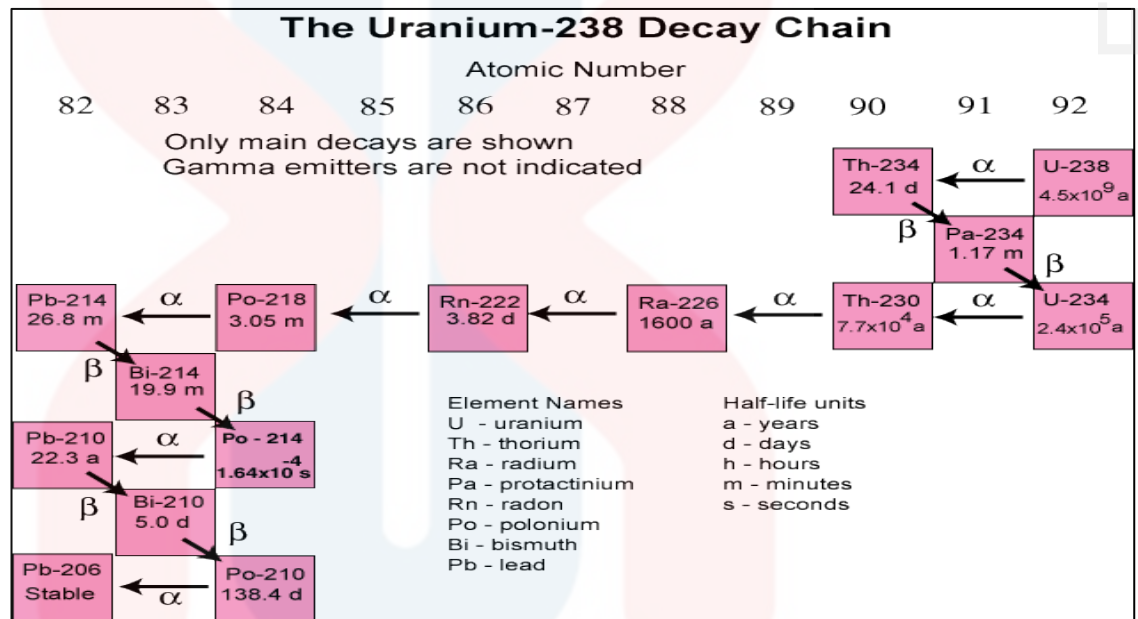 The Uranium-238 Decay Chain
Atomic Number
82 83 84 85 86 87 88 89 90 91 92
Only main decays are shown
Gamma emitters are not indicated
Th-234
24.1 d
α
U-238
4.5x10⁹a
β
Pa-234
1.17 m
β
Pb-214
26.8 m
α
Po-218
3.05 m
α
Rn-222
3.82 d
α
Ra-226
1600 a
α
Th-230
7.7x10⁴a
α
U-234
2.4x10⁵a
β
Bi-214
19.9 m
β
Pb-210
22.3 a
α
Po - 214
1.64x10⁻⁴ s
β
Bi-210
5.0 d
β
Pb-206
Stable
α
Po-210
138.4 d
Element Names
U - uranium
Th - thorium
Ra - radium
Pa - protactinium
Rn - radon
Po - polonium
Bi - bismuth
Pb - lead
Half-life units
a - years
d - days
h - hours
m - minutes
s - seconds